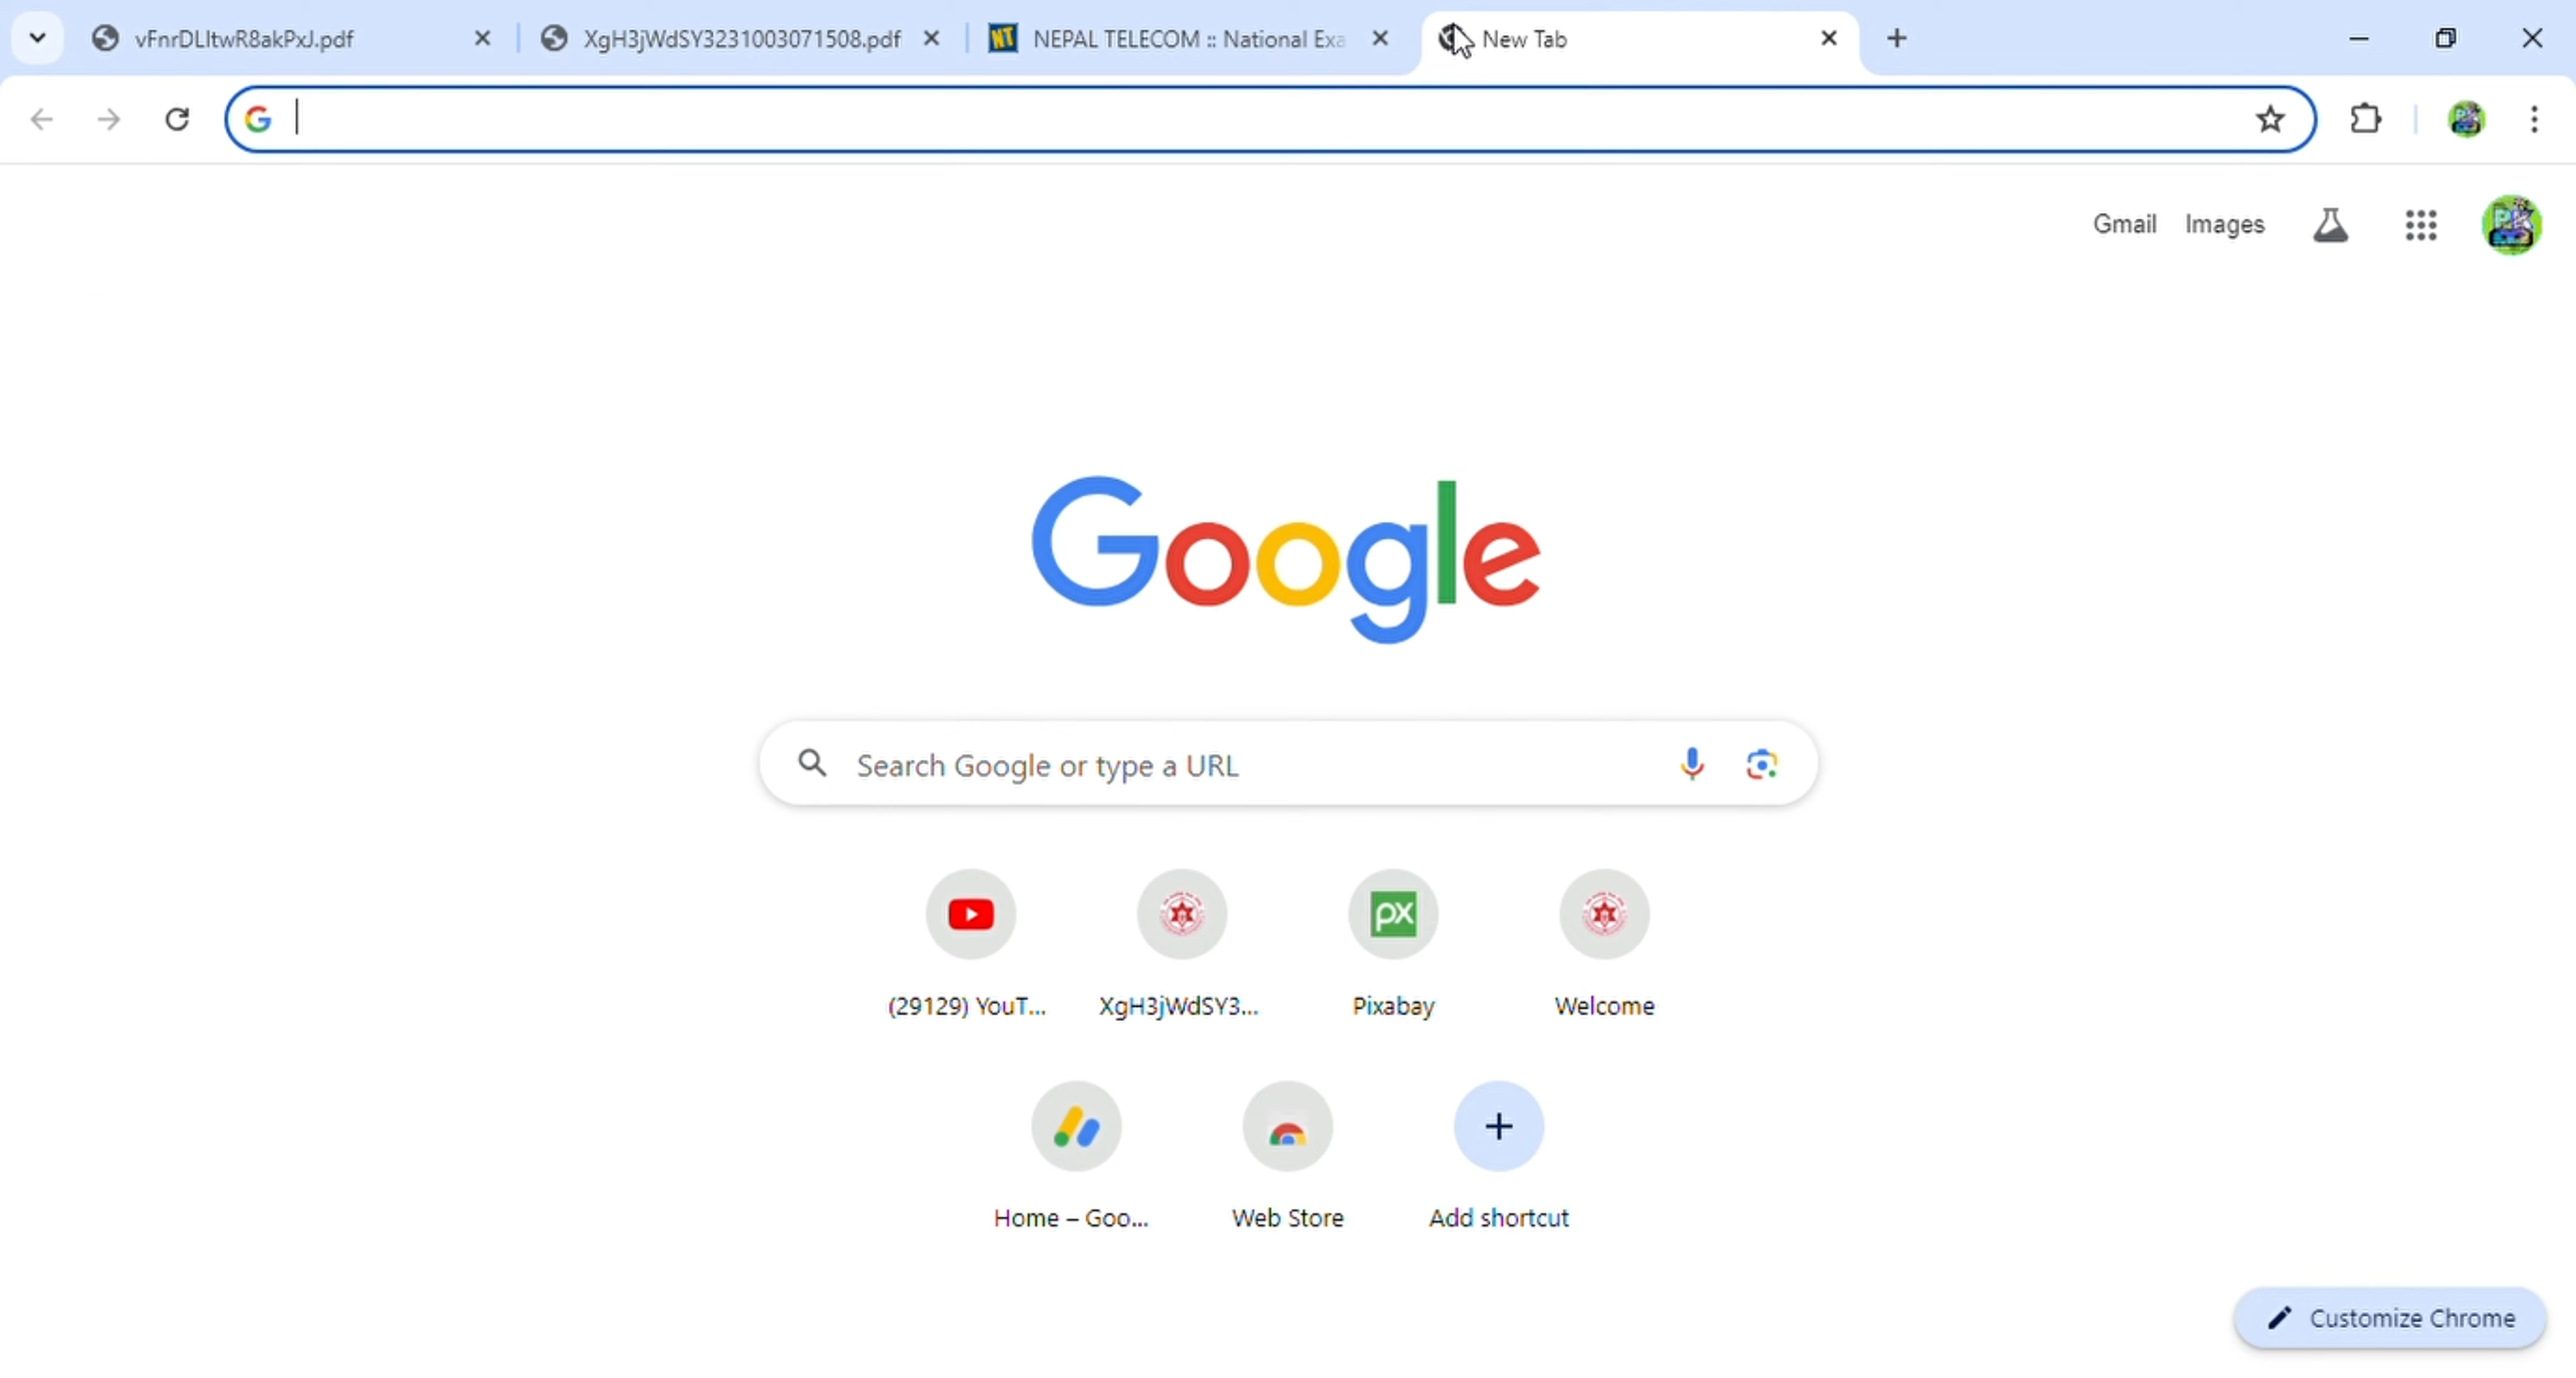 vFnrDLItwR8akPxJ.pdf
XgH3jWdSY3231003071508.pdf
NEPAL TELECOM :: National Exa
New Tab
Gmail
Images
Google
Search Google or type a URL
(29129) YouT...
XgH3jWdSY3...
Pixabay
Welcome
Home – Goo...
Web Store
Add shortcut
Customize Chrome